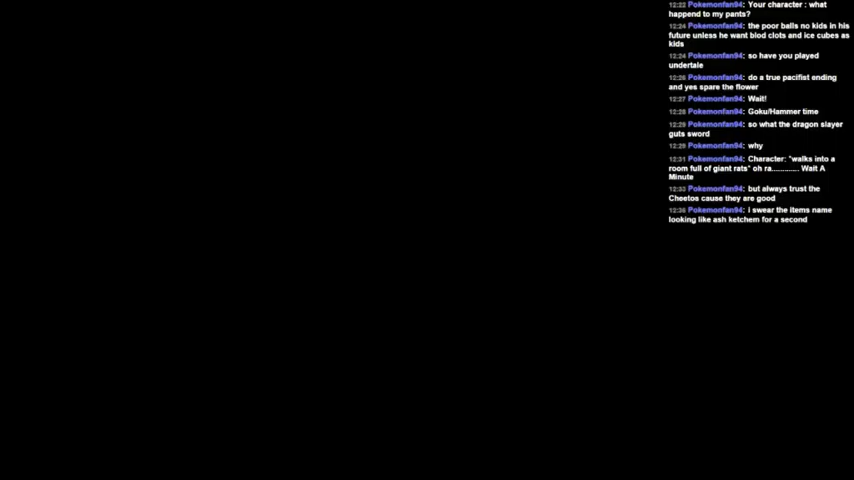 12:22 Pokemonfan94: Your character : what
happend to my pants?
12:24 Pokemonfan94: the poor balls no kids in his
future unless he want blod clots and ice cubes as
kids
12:24 Pokemonfan94: so have you played
undertale
12:26 Pokemonfan94: do a true pacifist ending
and yes spare the flower
12:27 Pokemonfan94: Wait!
12:28 Pokemonfan94: Goku/Hammer time
12:29 Pokemonfan94: so what the dragon slayer
guts sword
12:29 Pokemonfan94: why
12:31 Pokemonfan94: Character: *walks into a
room full of giant rats* oh ra............. Wait A
Minute
12:33 Pokemonfan94: but always trust the
Cheetos cause they are good
12:36 Pokemonfan94: i swear the items name
looking like ash ketchem for a second